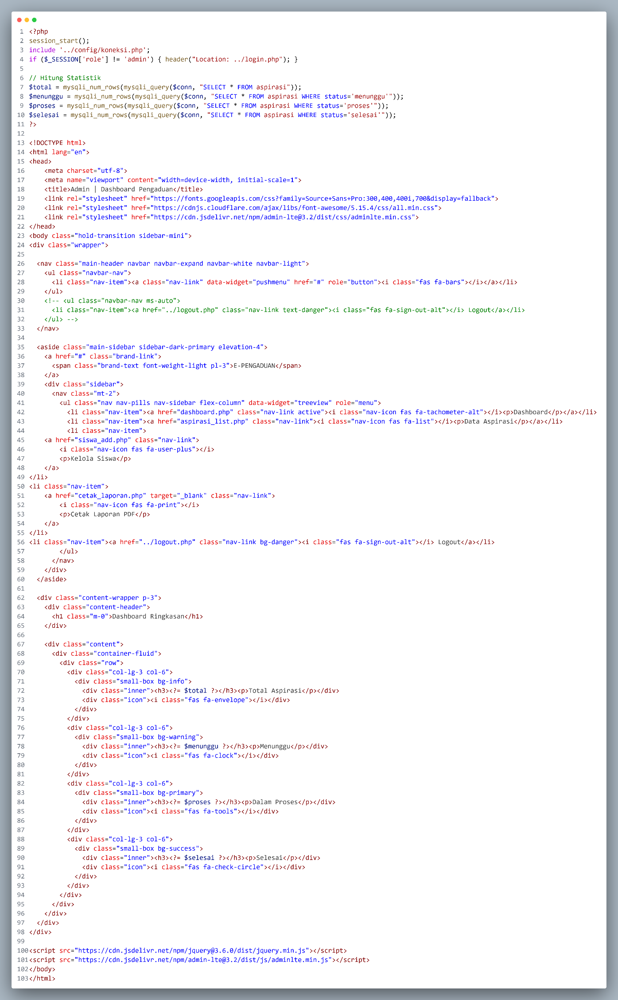 1 <?php
2 session_start();
3 include '../config/koneksi.php';
4 if ($_SESSION['role'] != 'admin') { header("Location: ../login.php"); }
5
6 // Hitung Statistik
7 $total = mysqli_num_rows(mysqli_query($conn, "SELECT * FROM aspirasi"));
8 $menunggu = mysqli_num_rows(mysqli_query($conn, "SELECT * FROM aspirasi WHERE status='menunggu'"));
9 $proses = mysqli_num_rows(mysqli_query($conn, "SELECT * FROM aspirasi WHERE status='proses'"));
10 $selesai = mysqli_num_rows(mysqli_query($conn, "SELECT * FROM aspirasi WHERE status='selesai'"));
11 ?>
12
13 <!DOCTYPE html>
14 <html lang="en">
15 <head>
16     <meta charset="utf-8">
17     <meta name="viewport" content="width=device-width, initial-scale=1">
18     <title>Admin | Dashboard Pengaduan</title>
19     <link rel="stylesheet" href="https://fonts.googleapis.com/css?family=Source+Sans+Pro:300,400,400i,700&display=fallback">
20     <link rel="stylesheet" href="https://cdnjs.cloudflare.com/ajax/libs/font-awesome/5.15.4/css/all.min.css">
21     <link rel="stylesheet" href="https://cdn.jsdelivr.net/npm/admin-lte@3.2/dist/css/adminlte.min.css">
22 </head>
23 <body class="hold-transition sidebar-mini">
24 <div class="wrapper">
25
26   <nav class="main-header navbar navbar-expand navbar-white navbar-light">
27     <ul class="navbar-nav">
28       <li class="nav-item"><a class="nav-link" data-widget="pushmenu" href="#" role="button"><i class="fas fa-bars"></i></a></li>
29     </ul>
30     <!-- <ul class="navbar-nav ms-auto">
31       <li class="nav-item"><a href="../logout.php" class="nav-link text-danger"><i class="fas fa-sign-out-alt"></i> Logout</a></li>
32     </ul> -->
33   </nav>
34
35   <aside class="main-sidebar sidebar-dark-primary elevation-4">
36     <a href="#" class="brand-link">
37       <span class="brand-text font-weight-light pl-3">E-PENGADUAN</span>
38     </a>
39     <div class="sidebar">
40       <nav class="mt-2">
41         <ul class="nav nav-pills nav-sidebar flex-column" data-widget="treeview" role="menu">
42           <li class="nav-item"><a href="dashboard.php" class="nav-link active"><i class="nav-icon fas fa-tachometer-alt"></i><p>Dashboard</p></a></li>
43           <li class="nav-item"><a href="aspirasi_list.php" class="nav-link"><i class="nav-icon fas fa-list"></i><p>Data Aspirasi</p></a></li>
44           <li class="nav-item">
45     <a href="siswa_add.php" class="nav-link">
46         <i class="nav-icon fas fa-user-plus"></i>
47         <p>Kelola Siswa</p>
48     </a>
49 </li>
50 <li class="nav-item">
51     <a href="cetak_laporan.php" target="_blank" class="nav-link">
52         <i class="nav-icon fas fa-print"></i>
53         <p>Cetak Laporan PDF</p>
54     </a>
55 </li>
56 <li class="nav-item"><a href="../logout.php" class="nav-link bg-danger"><i class="fas fa-sign-out-alt"></i> Logout</a></li>
57         </ul>
58       </nav>
59     </div>
60   </aside>
61
62   <div class="content-wrapper p-3">
63     <div class="content-header">
64       <h1 class="m-0">Dashboard Ringkasan</h1>
65     </div>
66
67     <div class="content">
68       <div class="container-fluid">
69         <div class="row">
70           <div class="col-lg-3 col-6">
71             <div class="small-box bg-info">
72               <div class="inner"><h3><?= $total ?></h3><p>Total Aspirasi</p></div>
73               <div class="icon"><i class="fas fa-envelope"></i></div>
74             </div>
75           </div>
76           <div class="col-lg-3 col-6">
77             <div class="small-box bg-warning">
78               <div class="inner"><h3><?= $menunggu ?></h3><p>Menunggu</p></div>
79               <div class="icon"><i class="fas fa-clock"></i></div>
80             </div>
81           </div>
82           <div class="col-lg-3 col-6">
83             <div class="small-box bg-primary">
84               <div class="inner"><h3><?= $proses ?></h3><p>Dalam Proses</p></div>
85               <div class="icon"><i class="fas fa-tools"></i></div>
86             </div>
87           </div>
88           <div class="col-lg-3 col-6">
89             <div class="small-box bg-success">
90               <div class="inner"><h3><?= $selesai ?></h3><p>Selesai</p></div>
91               <div class="icon"><i class="fas fa-check-circle"></i></div>
92             </div>
93           </div>
94         </div>
95       </div>
96     </div>
97   </div>
98 </div>
99
100 <script src="https://cdn.jsdelivr.net/npm/jquery@3.6.0/dist/jquery.min.js"></script>
101 <script src="https://cdn.jsdelivr.net/npm/admin-lte@3.2/dist/js/adminlte.min.js"></script>
102 </body>
103 </html>